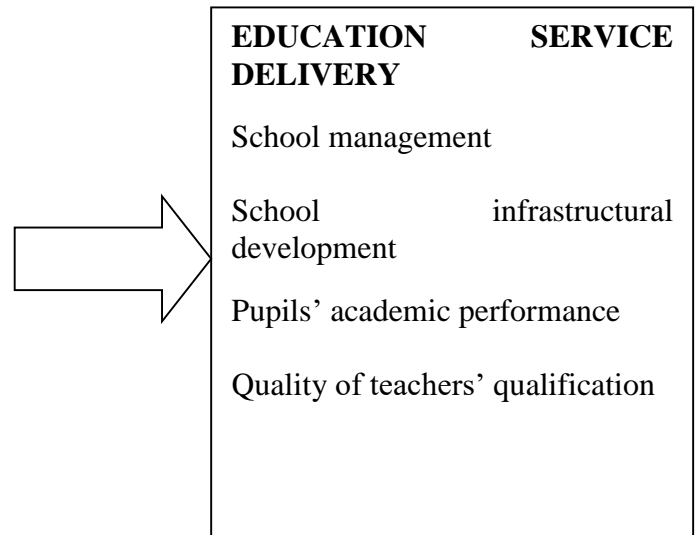 EDUCATION SERVICE
DELIVERY
School management
School infrastructural
development
Pupils’ academic performance
Quality of teachers’ qualification